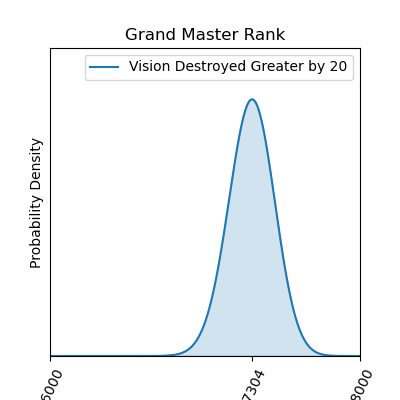 Grand Master Rank
Vision Destroyed Greater by 20
Probability Density
6000
7304
8000